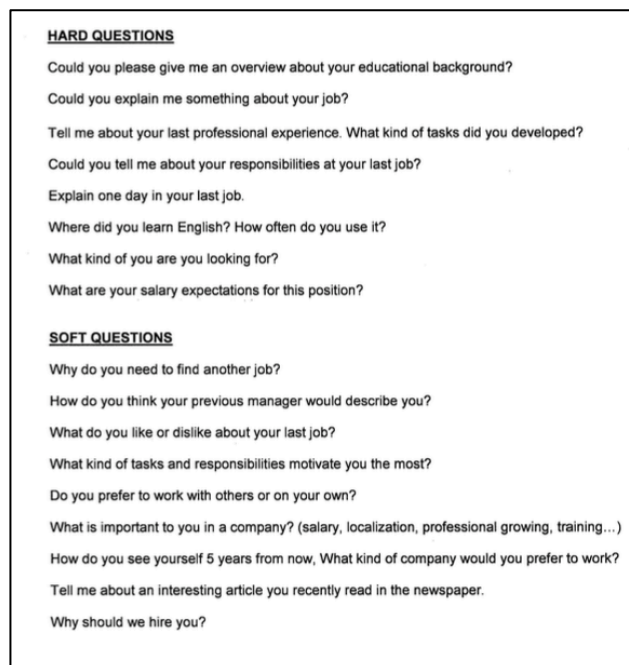 HARD QUESTIONS
Could you please give me an overview about your educational background?
Could you explain me something about your job?
Tell me about your last professional experience. What kind of tasks did you developed?
Could you tell me about your responsibilities at your last job?
Explain one day in your last job.
Where did you learn English? How often do you use it?
What kind of you are you looking for?
What are your salary expectations for this position?
SOFT QUESTIONS
Why do you need to find another job?
How do you think your previous manager would describe you?
What do you like or dislike about your last job?
What kind of tasks and responsibilities motivate you the most?
Do you prefer to work with others or on your own?
What is important to you in a company? (salary, localization, professional growing, training...)
How do you see yourself 5 years from now, What kind of company would you prefer to work?
Tell me about an interesting article you recently read in the newspaper.
Why should we hire you?